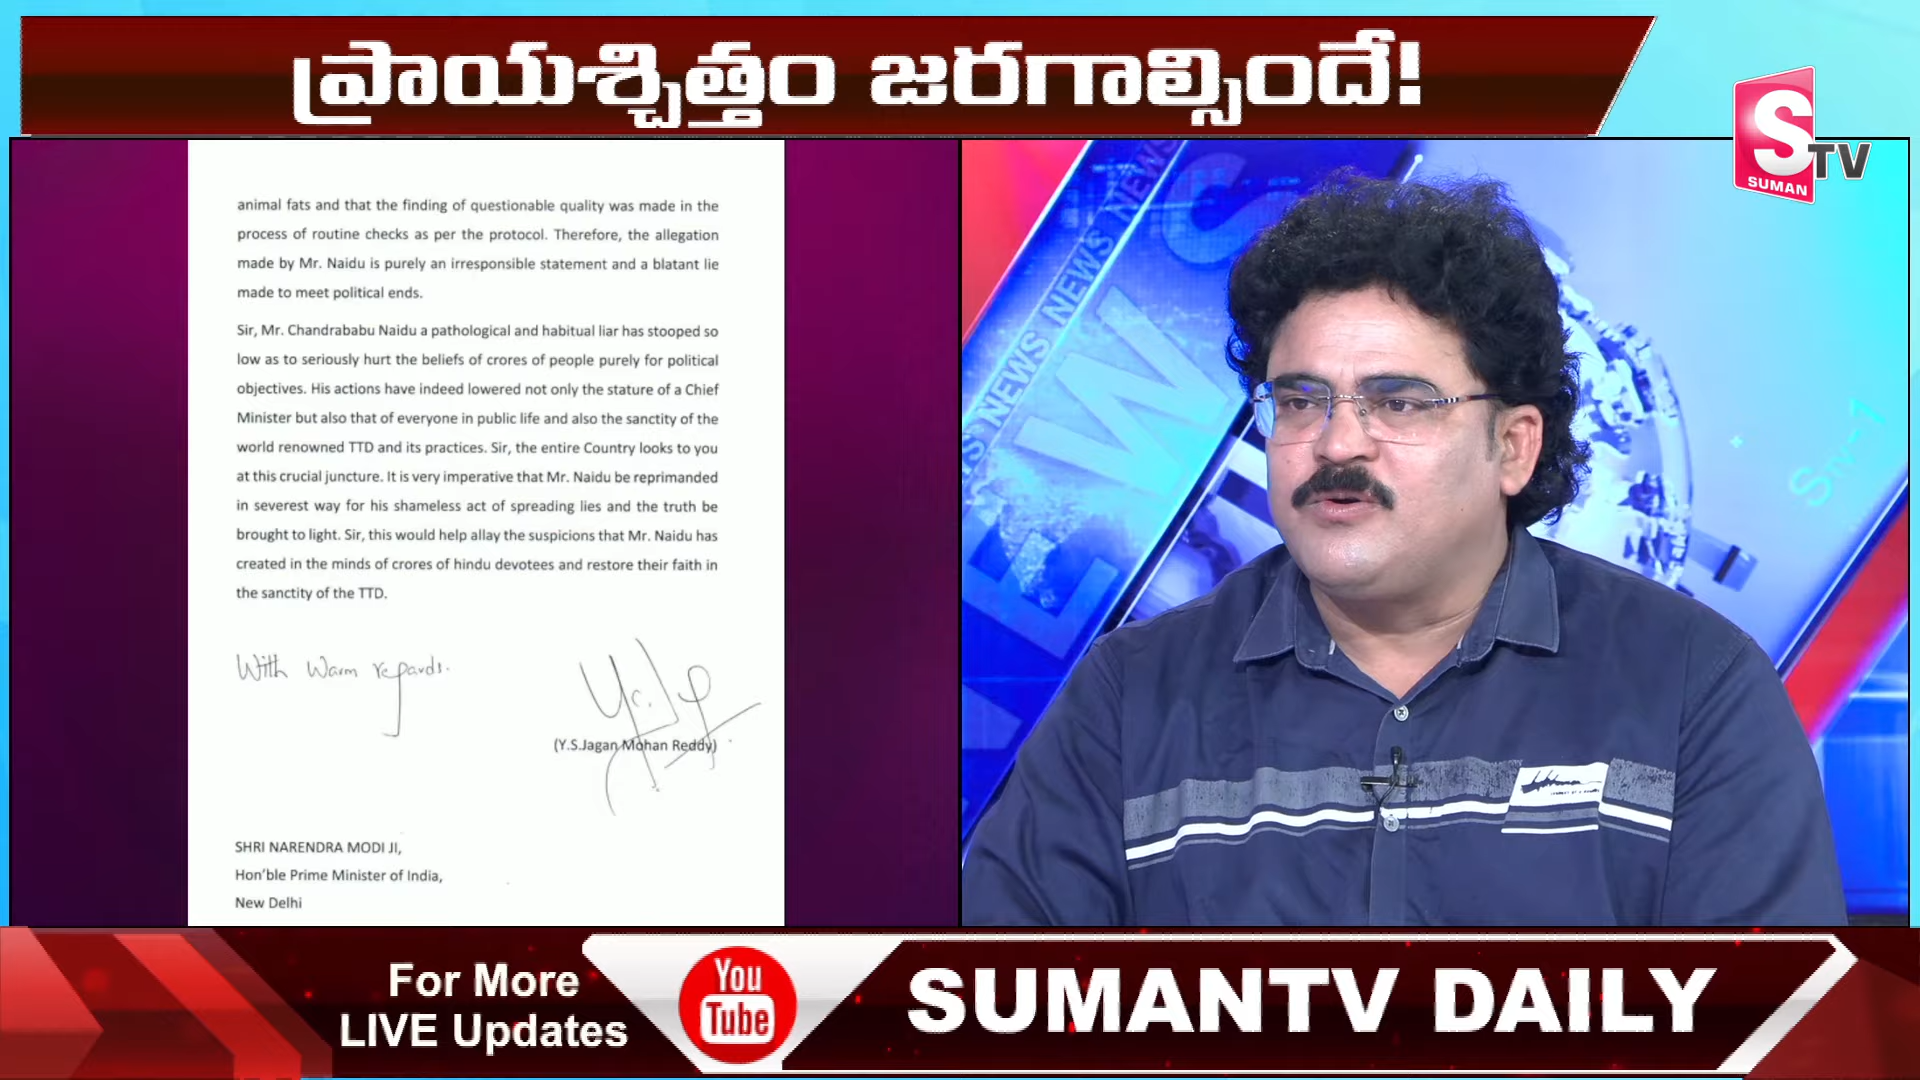 ప్రాయశ్చిత్తం జరగాల్సిందే!
S TV
SUMAN
animal fats and that the finding of questionable quality was made in the
process of routine checks as per the protocol. Therefore, the allegation
made by Mr. Naidu is purely an irresponsible statement and a blatant lie
made to meet political ends.
Sir, Mr. Chandrababu Naidu a pathological and habitual liar has stooped so
low as to seriously hurt the beliefs of crores of people purely for political
objectives. His actions have indeed lowered not only the stature of a Chief
Minister but also that of everyone in public life and also the sanctity of the
world renowned TTD and its practices. Sir, the entire Country looks to you
at this crucial juncture. It is very imperative that Mr. Naidu be reprimanded
in severest way for his shameless act of spreading lies and the truth be
brought to light. Sir, this would help allay the suspicions that Mr. Naidu has
created in the minds of crores of hindu devotees and restore their faith in
the sanctity of the TTD.
With warm regards.
(Y.S.Jagan Mohan Reddy)
SHRI NARENDRA MODI JI,
Hon'ble Prime Minister of India,
New Delhi
NEWS NEWS NEWS
NEWS
STV-1
For More
LIVE Updates
You
Tube
SUMANTV DAILY